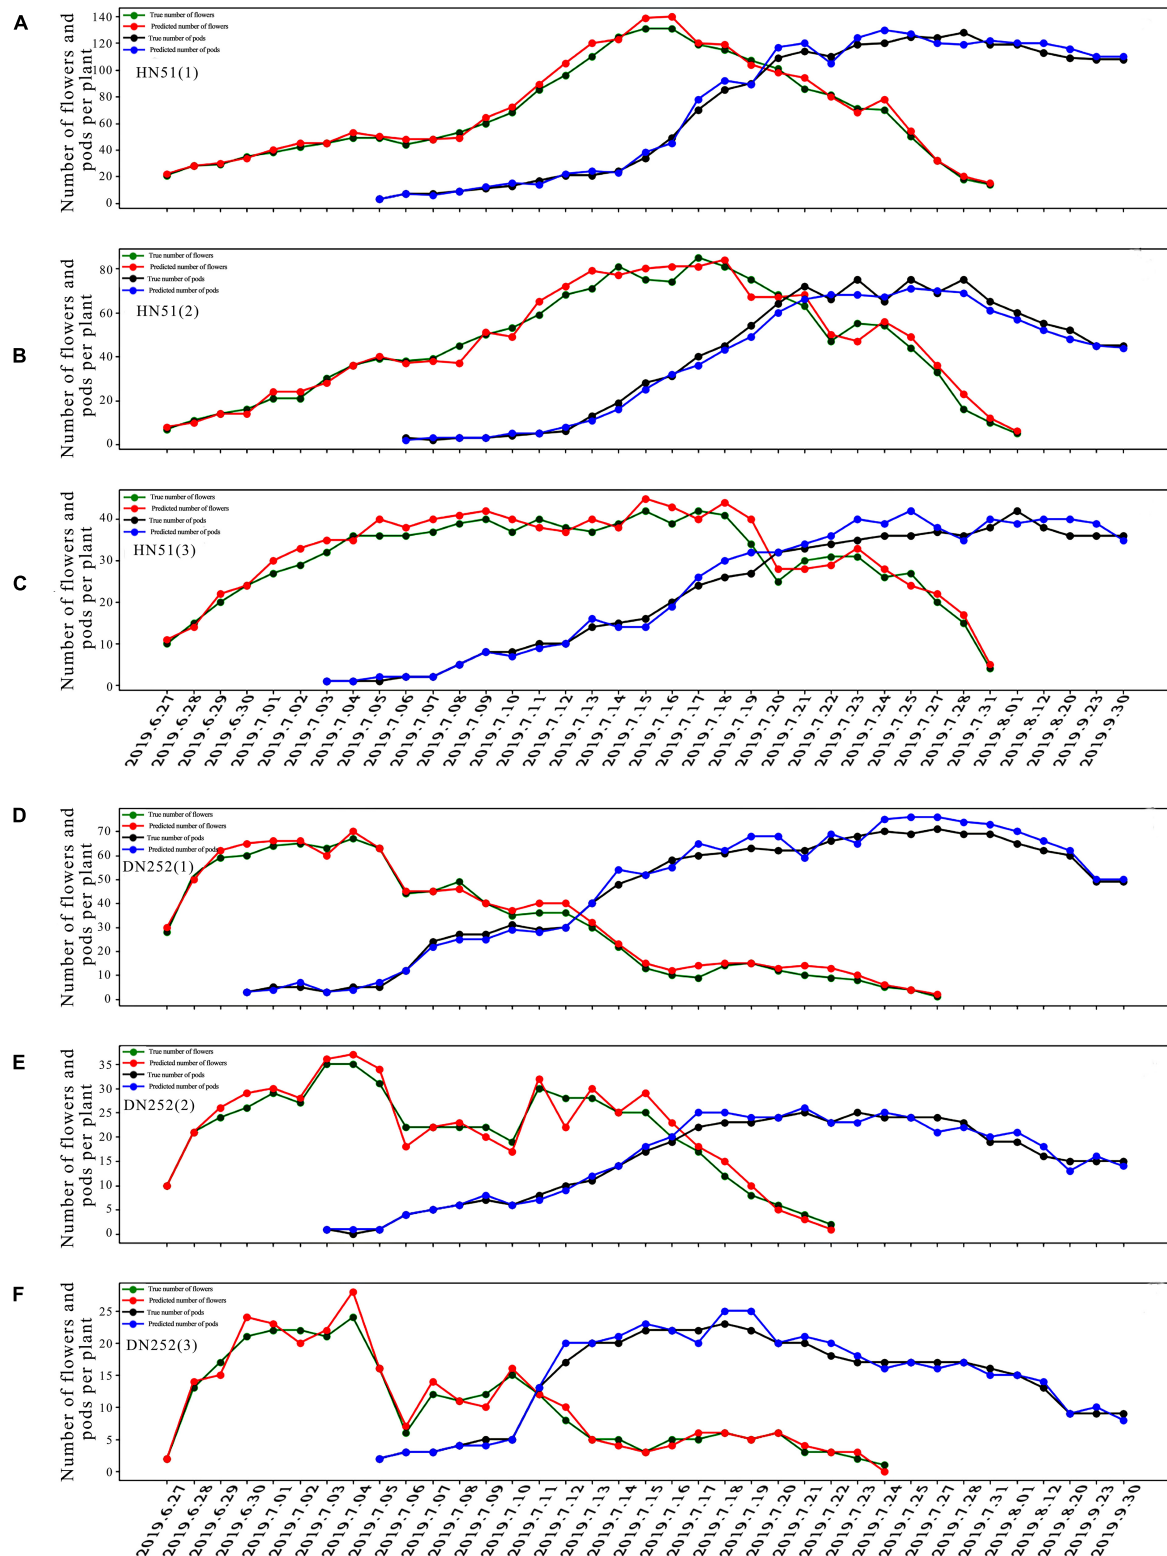 A
Number of flowers and
pods per plant
140
120
100
80
60
40
20
0
True number of flowers
Predicted number of flowers
True number of pods
Predicted number of pods
HN51(1)
B
Number of flowers and
pods per plant
80
60
40
20
0
True number of flowers
Predicted number of flowers
True number of pods
Predicted number of pods
HN51(2)
C
Number of flowers and
pods per plant
40
30
20
10
0
True number of flowers
Predicted number of flowers
True number of pods
Predicted number of pods
HN51(3)
2019.6.27
2019.6.28
2019.6.29
2019.6.30
2019.7.01
2019.7.02
2019.7.03
2019.7.04
2019.7.05
2019.7.06
2019.7.07
2019.7.08
2019.7.09
2019.7.10
2019.7.11
2019.7.12
2019.7.13
2019.7.14
2019.7.15
2019.7.16
2019.7.17
2019.7.18
2019.7.19
2019.7.20
2019.7.21
2019.7.22
2019.7.23
2019.7.24
2019.7.25
2019.7.27
2019.7.28
2019.7.31
2019.8.01
2019.8.12
2019.8.20
2019.9.23
2019.9.30
D
Number of flowers and
pods per plant
70
60
50
40
30
20
10
0
True number of flowers
Predicted number of flowers
True number of pods
Predicted number of pods
DN252(1)
E
Number of flowers and
pods per plant
35
30
25
20
15
10
5
0
True number of flowers
Predicted number of flowers
True number of pods
Predicted number of pods
DN252(2)
F
Number of flowers and
pods per plant
25
20
15
10
5
0
True number of flowers
Predicted number of flowers
True number of pods
Predicted number of pods
DN252(3)
2019.6.27
2019.6.28
2019.6.29
2019.6.30
2019.7.01
2019.7.02
2019.7.03
2019.7.04
2019.7.05
2019.7.06
2019.7.07
2019.7.08
2019.7.09
2019.7.10
2019.7.11
2019.7.12
2019.7.13
2019.7.14
2019.7.15
2019.7.16
2019.7.17
2019.7.18
2019.7.19
2019.7.20
2019.7.21
2019.7.22
2019.7.23
2019.7.24
2019.7.25
2019.7.27
2019.7.28
2019.7.31
2019.8.01
2019.8.12
2019.8.20
2019.9.23
2019.9.30